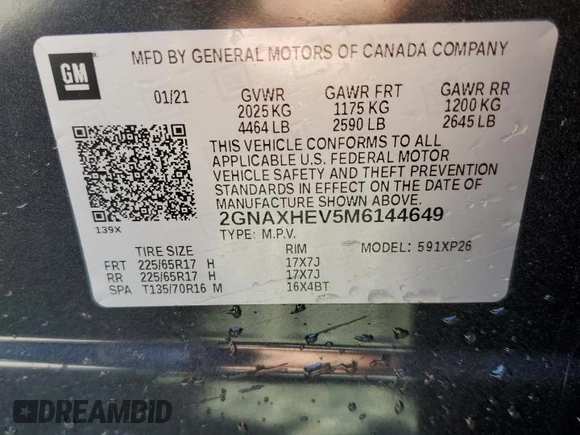 GM
MFD BY GENERAL MOTORS OF CANADA COMPANY
01/21 GVWR GAWR FRT GAWR RR
2025 KG 1175 KG 1200 KG
4464 LB 2590 LB 2645 LB
THIS VEHICLE CONFORMS TO ALL
APPLICABLE U.S. FEDERAL MOTOR
VEHICLE SAFETY AND THEFT PREVENTION
STANDARDS IN EFFECT ON THE DATE OF
MANUFACTURE SHOWN ABOVE.
2GNAXHEV5M6144649
139X
TYPE: M.P.V.
TIRE SIZE RIM MODEL: 591XP26
FRT 225/65R17 H 17X7J
RR 225/65R17 H 17X7J
SPA T135/70R16 M 16X4BT
DREAMBID